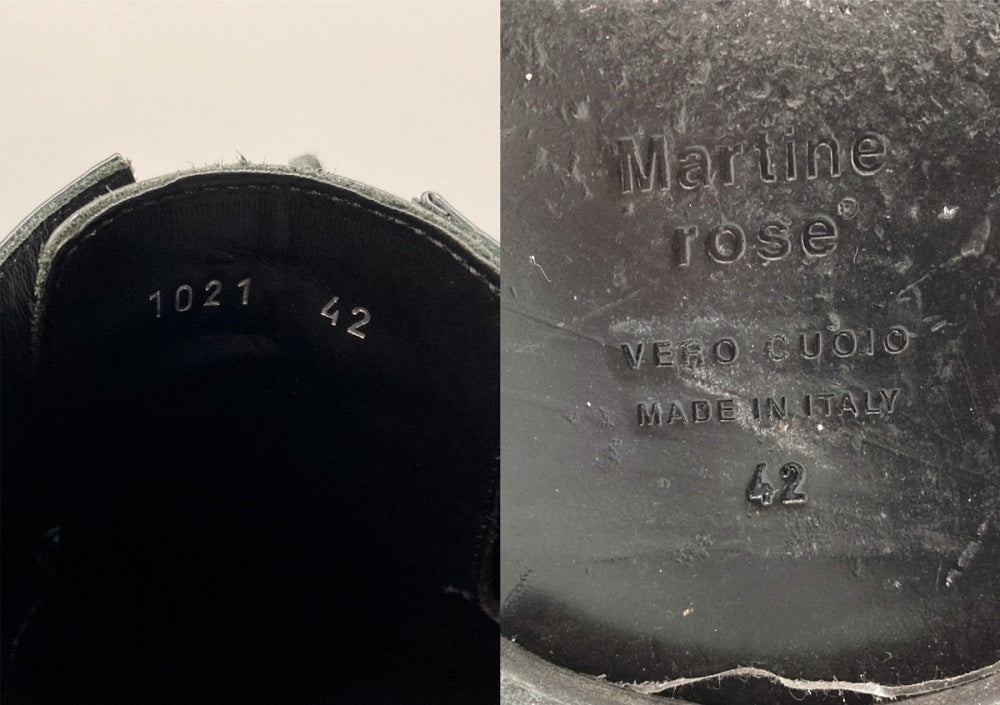 1021 42
Martine
rose®
VERO CUOIO
MADE IN ITALY
42